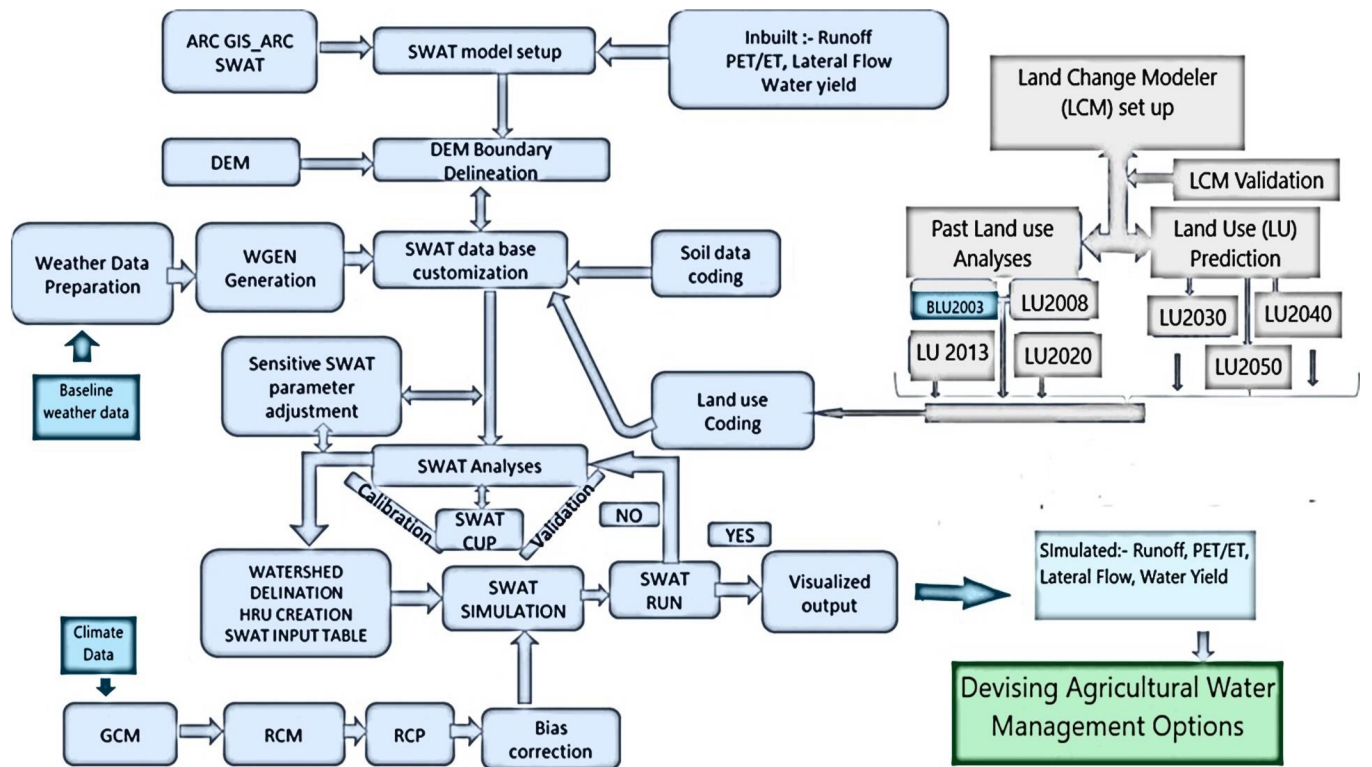 ARC GIS_ARC
SWAT
SWAT model setup
Inbuilt :- Runoff
PET/ET, Lateral Flow
Water yield
Land Change Modeler
(LCM) set up
DEM
DEM Boundary
Delineation
LCM Validation
Weather Data
Preparation
WGEN
Generation
SWAT data base
customization
Soil data
coding
Past Land use
Analyses
Land Use (LU)
Prediction
BLU2003
LU2008
LU2030
LU2040
LU 2013
LU2020
LU2050
Baseline
weather data
Sensitive SWAT
parameter
adjustment
Land use
Coding
SWAT Analyses
Calibration
SWAT
CUP
Validation
NO
YES
WATERSHED
DELINATION
HRU CREATION
SWAT INPUT TABLE
SWAT
SIMULATION
SWAT
RUN
Visualized
output
SImulated:- Runoff, PET/ET,
Lateral Flow, Water Yield
Climate
Data
GCM
RCM
RCP
Bias
correction
Devising Agricultural Water
Management Options